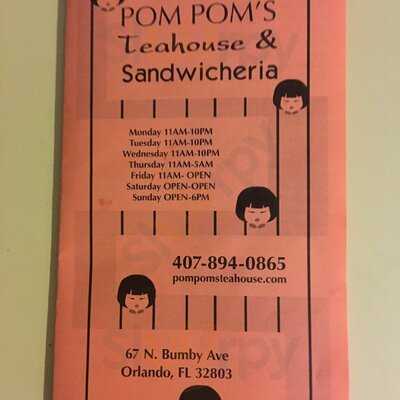 POM POM'S
Teahouse &
Sandwicheria
Monday 11AM-10PM
Tuesday 11AM-10PM
Wednesday 11AM-10PM
Thursday 11AM-5AM
Friday 11AM- OPEN
Saturday OPEN-OPEN
Sunday OPEN-6PM
407-894-0865
pompomsteahouse.com
67 N. Bumby Ave
Orlando, FL 32803